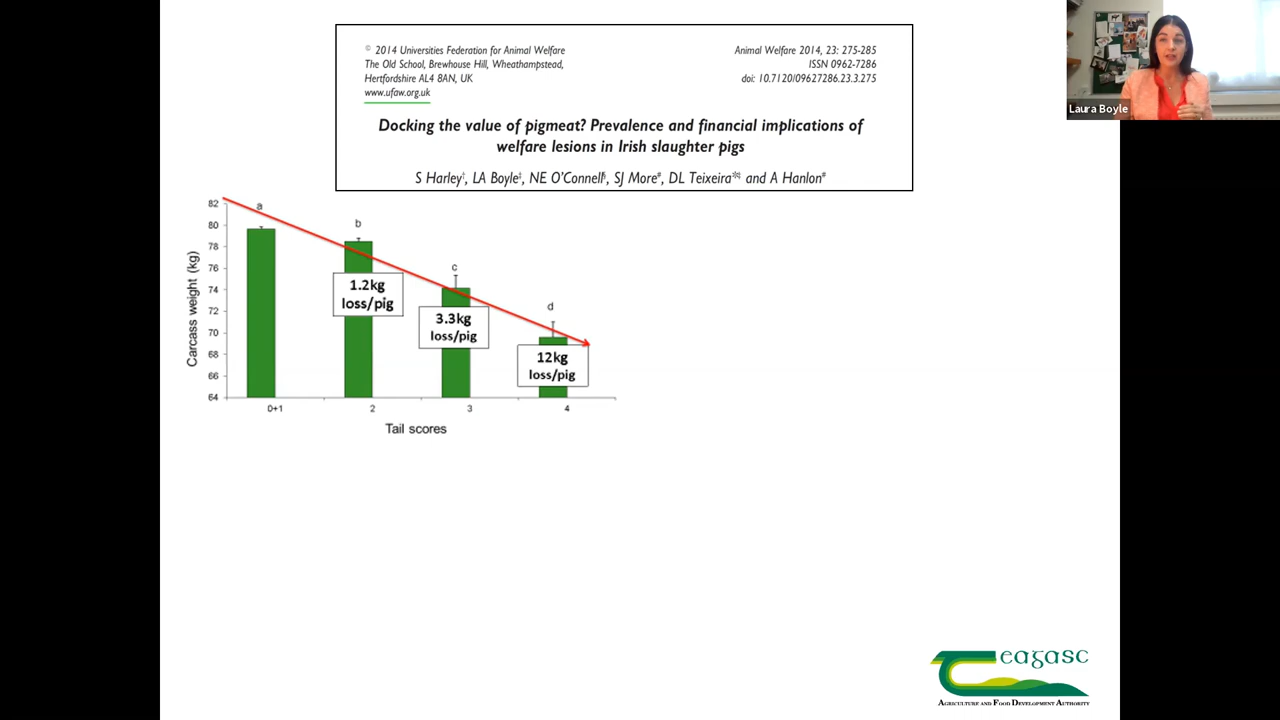 © 2014 Universities Federation for Animal Welfare
The Old School, Brewhouse Hill, Wheathampstead,
Hertfordshire AL4 8AN, UK
www.ufaw.org.uk
Animal Welfare 2014, 23: 275-285
ISSN 0962-7286
doi: 10.7120/09627286.23.3.275
Docking the value of pigmeat? Prevalence and financial implications of
welfare lesions in Irish slaughter pigs
S Harley†, LA Boyle‡, NE O'Connell§, SJ More#, DL Teixeira¤¶ and A Hanlon#
Laura Boyle
82
80
78
76
74
72
70
68
66
64
Carcass weight (kg)
a
b
c
d
1.2kg
loss/pig
3.3kg
loss/pig
12kg
loss/pig
0+1
2
3
4
Tail scores
eagasc
AGRICULTURE AND FOOD DEVELOPMENT AUTHORITY